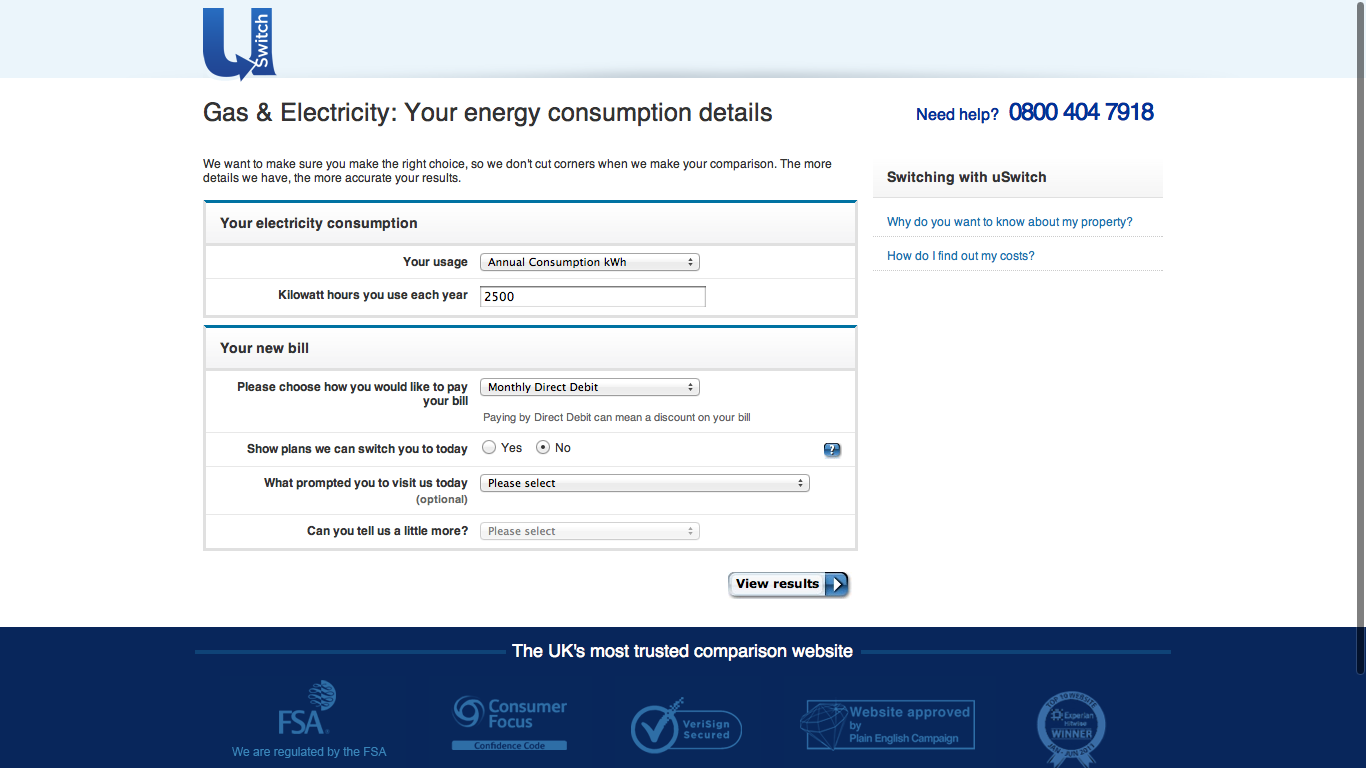 uSwitch
Gas & Electricity: Your energy consumption details
Need help? 0800 404 7918
We want to make sure you make the right choice, so we don't cut corners when we make your comparison. The more
details we have, the more accurate your results.
Switching with uSwitch
Why do you want to know about my property?
How do I find out my costs?
Your electricity consumption
Your usage
Annual Consumption kWh
Kilowatt hours you use each year
2500
Your new bill
Please choose how you would like to pay
your bill
Monthly Direct Debit
Paying by Direct Debit can mean a discount on your bill
Show plans we can switch you to today
Yes
No
?
What prompted you to visit us today
(optional)
Please select
Can you tell us a little more?
Please select
View results
The UK's most trusted comparison website
FSA
We are regulated by the FSA
Consumer
Focus
Confidence Code
VeriSign
Secured
Website approved
by
Plain English Campaign
TOP 10 WEBSITE
Experian
Hitwise
WINNER